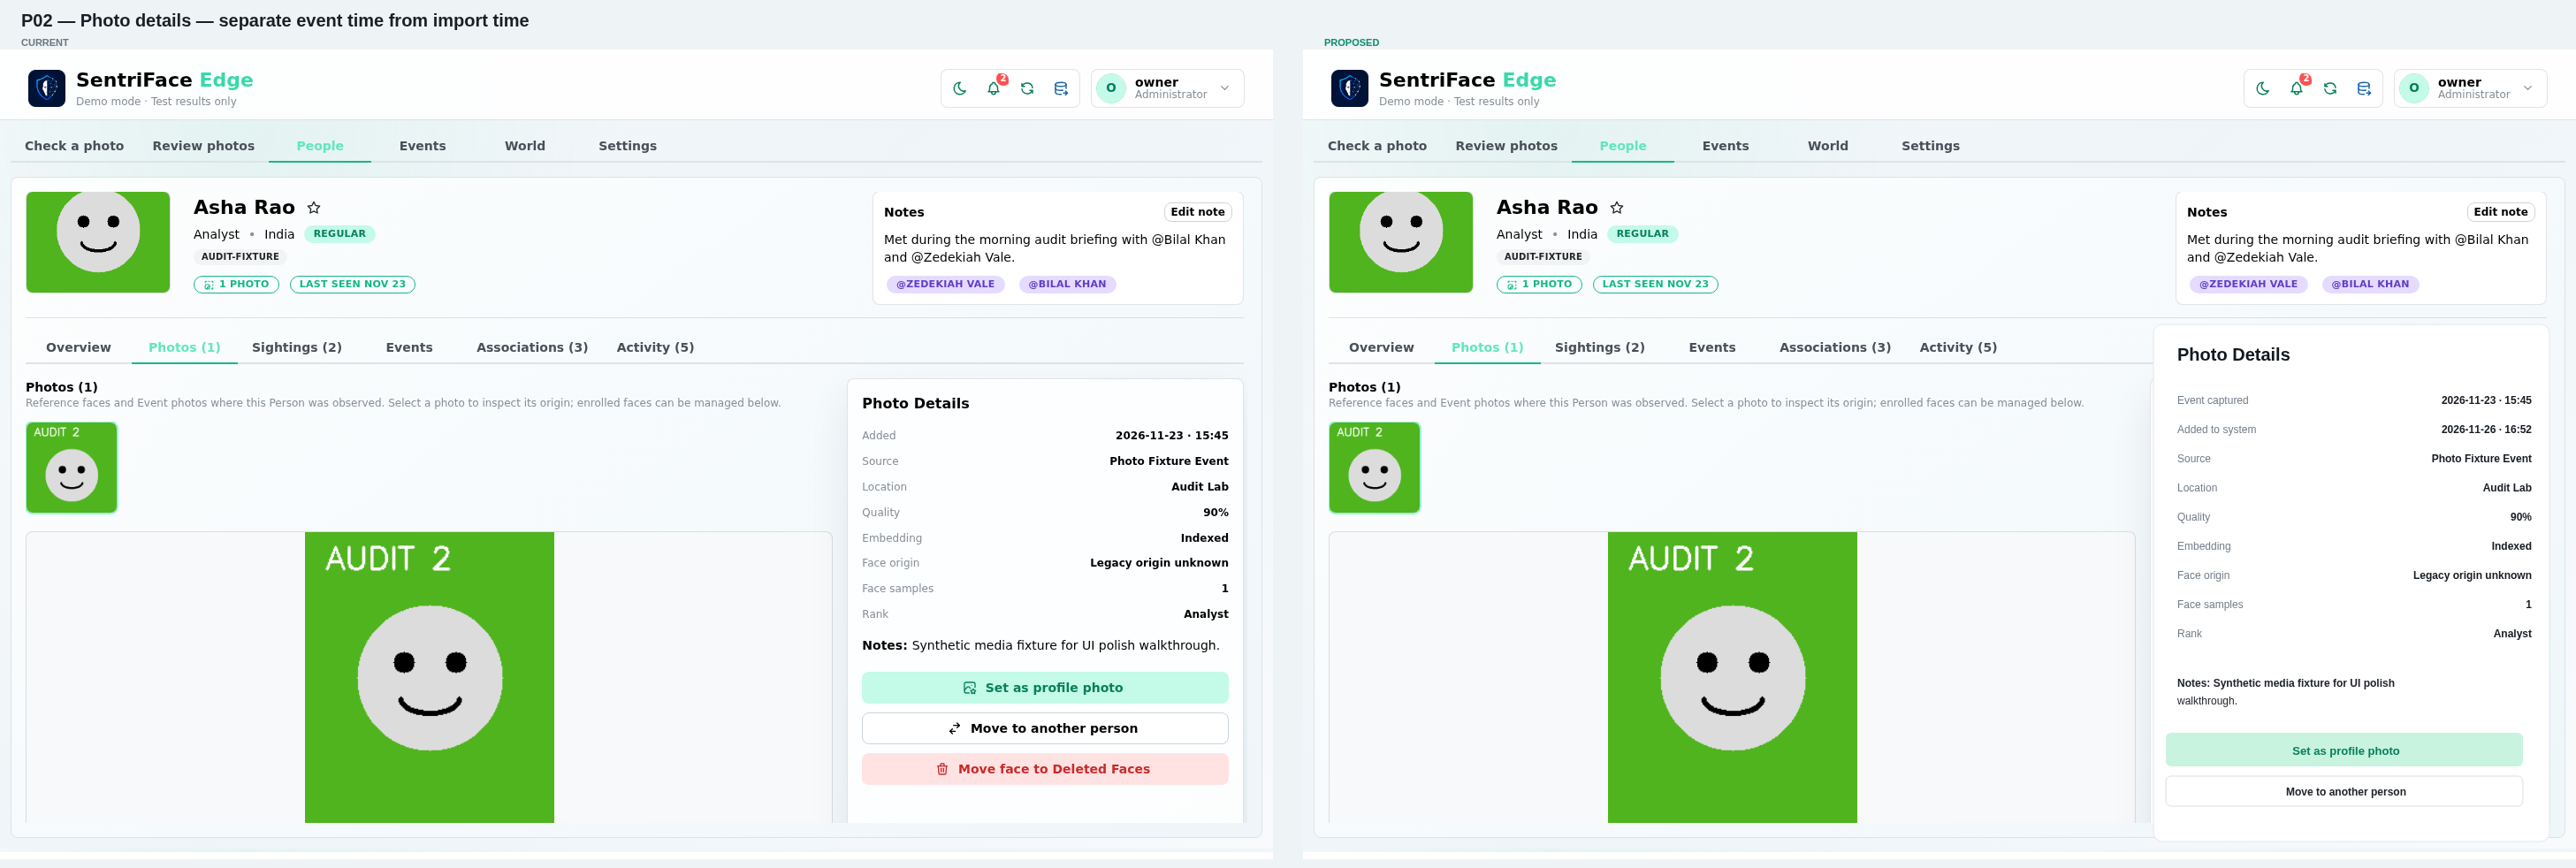 P02 — Photo details — separate event time from import time
CURRENT
SentriFace Edge
Demo mode · Test results only
2
O
owner
Administrator
Check a photo
Review photos
People
Events
World
Settings
Asha Rao
Analyst • India REGULAR
AUDIT-FIXTURE
1 PHOTO
LAST SEEN NOV 23
Notes
Edit note
Met during the morning audit briefing with @Bilal Khan
and @Zedekiah Vale.
@ZEDEKIAH VALE
@BILAL KHAN
Overview
Photos (1)
Sightings (2)
Events
Associations (3)
Activity (5)
Photos (1)
Reference faces and Event photos where this Person was observed. Select a photo to inspect its origin; enrolled faces can be managed below.
AUDIT 2
AUDIT 2
Photo Details
Added 2026-11-23 · 15:45
Source Photo Fixture Event
Location Audit Lab
Quality 90%
Embedding Indexed
Face origin Legacy origin unknown
Face samples 1
Rank Analyst
Notes: Synthetic media fixture for UI polish walkthrough.
Set as profile photo
Move to another person
Move face to Deleted Faces
PROPOSED
SentriFace Edge
Demo mode · Test results only
2
O
owner
Administrator
Check a photo
Review photos
People
Events
World
Settings
Asha Rao
Analyst • India REGULAR
AUDIT-FIXTURE
1 PHOTO
LAST SEEN NOV 23
Notes
Edit note
Met during the morning audit briefing with @Bilal Khan
and @Zedekiah Vale.
@ZEDEKIAH VALE
@BILAL KHAN
Overview
Photos (1)
Sightings (2)
Events
Associations (3)
Activity (5)
Photos (1)
Reference faces and Event photos where this Person was observed. Select a photo to inspect its origin; enrolled faces can be managed below.
AUDIT 2
AUDIT 2
Photo Details
Event captured 2026-11-23 · 15:45
Added to system 2026-11-26 · 16:52
Source Photo Fixture Event
Location Audit Lab
Quality 90%
Embedding Indexed
Face origin Legacy origin unknown
Face samples 1
Rank Analyst
Notes: Synthetic media fixture for UI polish
walkthrough.
Set as profile photo
Move to another person